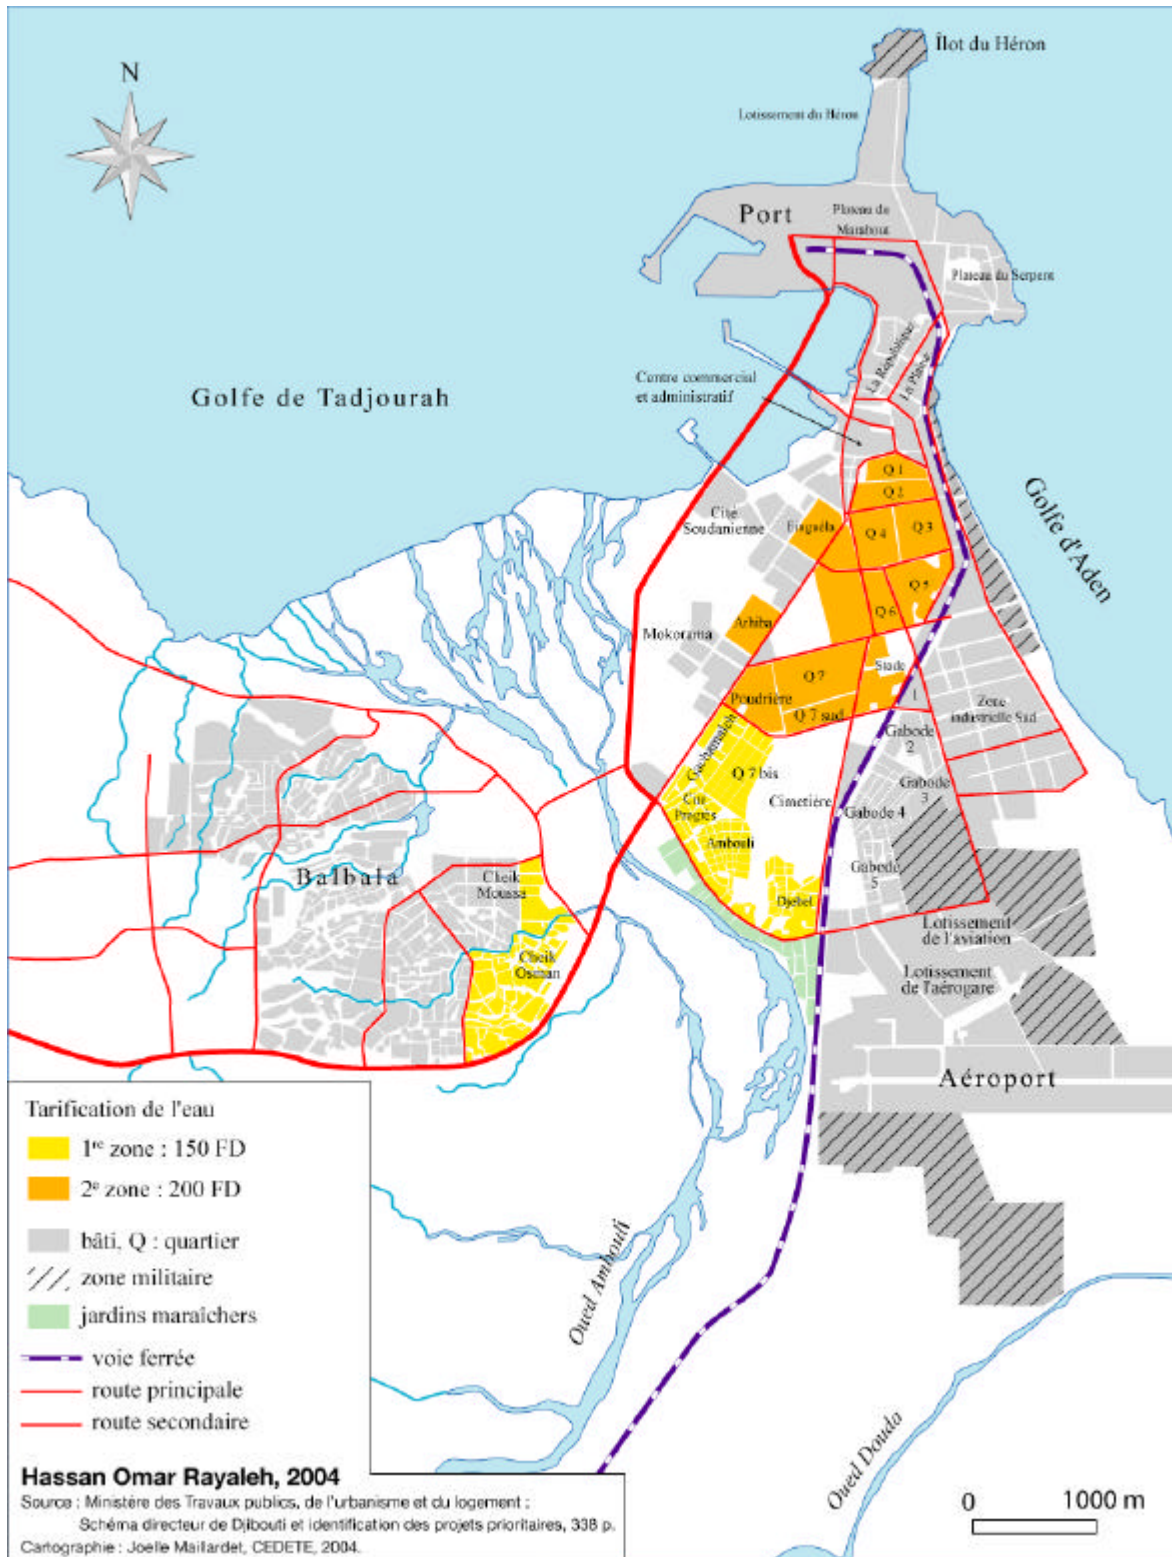 Îlot du Héron
N
Lotissement du Héron
Port
Plateau du
Marabout
Plateau du Serpent
La République
La Plaine
Centre commercial
et administratif
Golfe de Tadjourah
Golfe d'Aden
Q 1
Q 2
Cité
Soudanienne
Einguéla
Q 4
Q 3
Q 5
Q 6
Arhiba
Mokorama
Stade
Q 7
Poudrière
Q 7 sud
1
Zone
industrielle Sud
Gabode
2
Gachamaleh
Q 7 bis
Gabode
3
Cimetière
Gabode 4
Cité
Progrès
Ambouli
Gabode
5
Balbala
Cheik
Moussa
Djebel
Lotissement
de l'aviation
Cheik
Osman
Lotissement
de l'aérogare
Aéroport
Oued Ambouli
Oued Douda
Tarification de l'eau
1re zone : 150 FD
2e zone : 200 FD
bâti, Q : quartier
zone militaire
jardins maraîchers
voie ferrée
route principale
route secondaire
Hassan Omar Rayaleh, 2004
Source : Ministère des Travaux publics, de l'urbanisme et du logement ;
Schéma directeur de Djibouti et identification des projets prioritaires, 338 p.
Cartographie : Joelle Maillardet, CEDETE, 2004.
0 1000 m